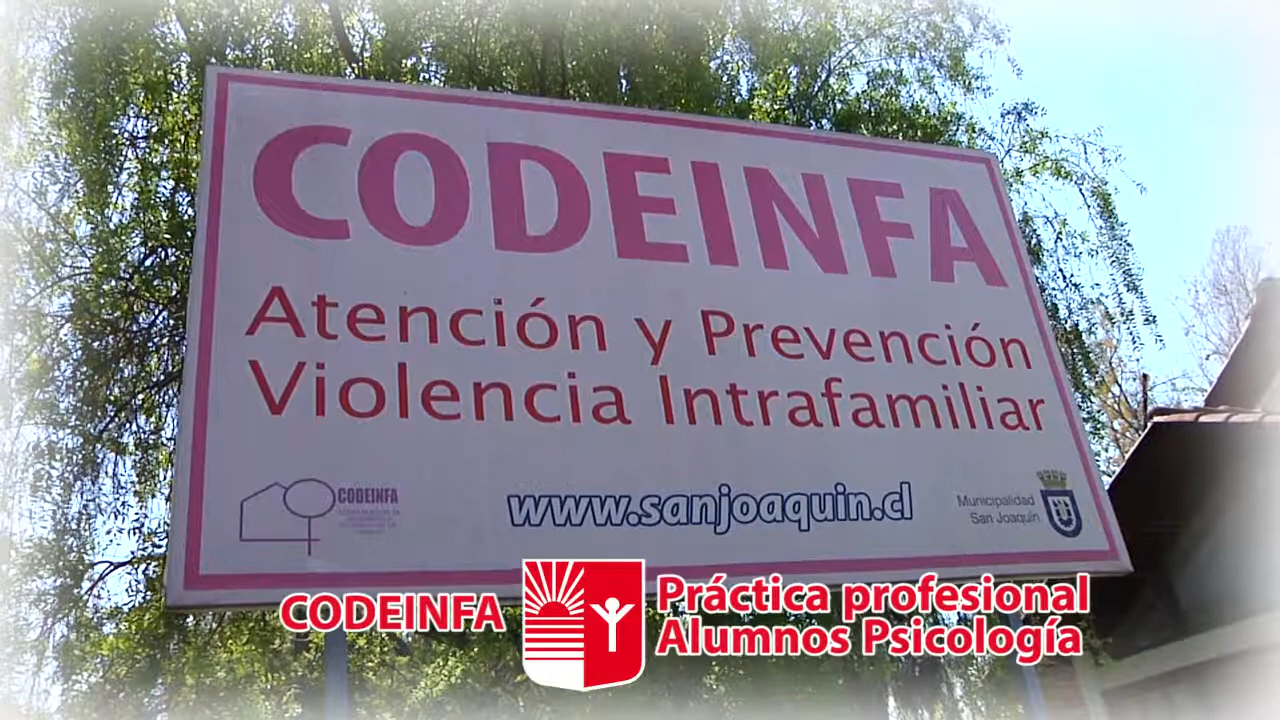 CODEINFA
Atención y Prevención
Violencia Intrafamiliar
CODEINFA
www.sanjoaquin.cl
Municipalidad
San Joaquín
CODEINFA
Práctica profesional
Alumnos Psicología